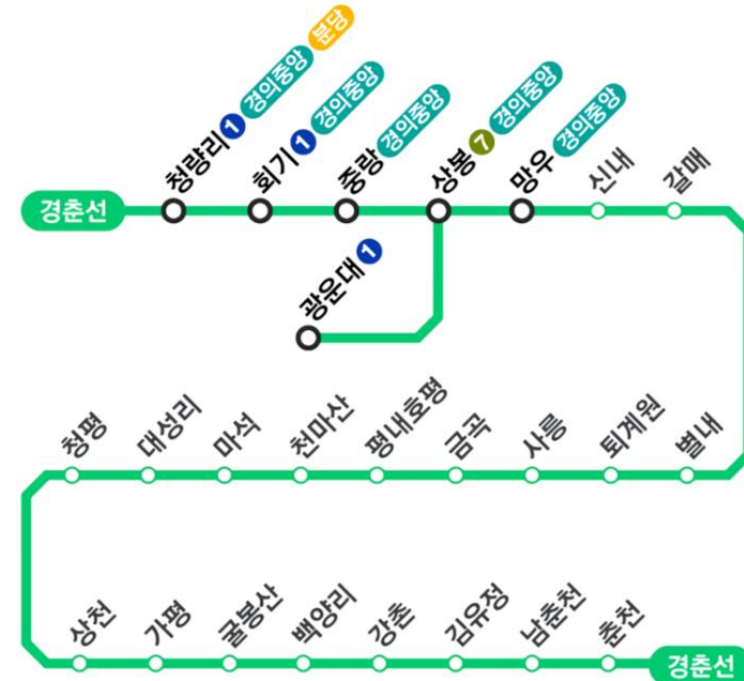 경춘선
청량리 1 경의중앙 분당
회기 1 경의중앙
중랑 경의중앙
상봉 7 경의중앙
망우 경의중앙
신내
갈매
광운대 1
청평
대성리
마석
천마산
평내호평
금곡
사릉
퇴계원
별내
상천
가평
굴봉산
백양리
강촌
김유정
남춘천
춘천
경춘선